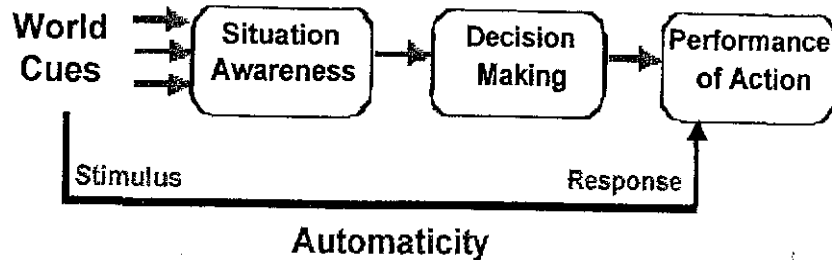 World
Cues
Situation
Awareness
Decision
Making
Performance
of Action
Stimulus
Response
Automaticity